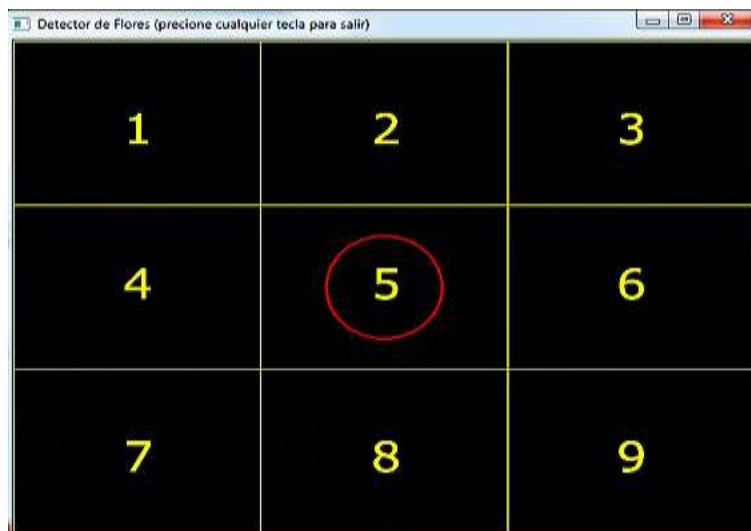 Detector de Flores (precione cualquier tecla para salir)
1 2 3
4 5 6
7 8 9